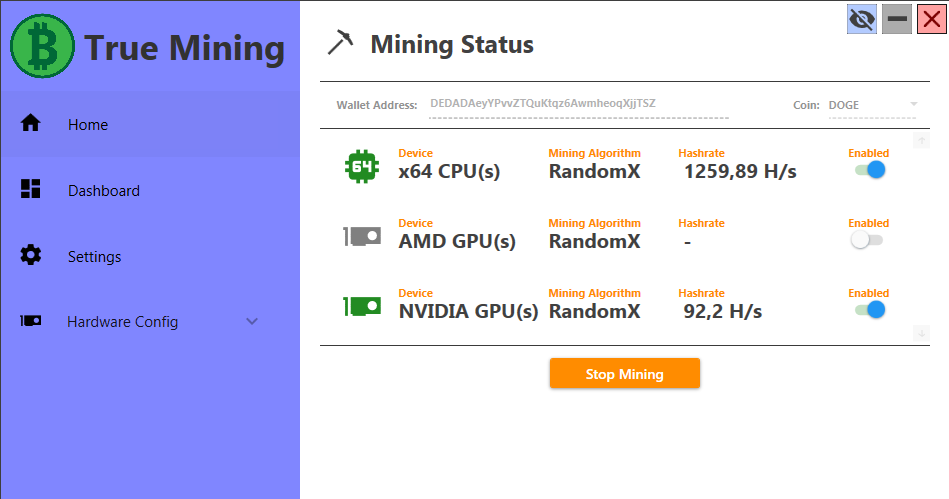 True Mining
Home
Dashboard
Settings
Hardware Config
Mining Status
Wallet Address: DEDADAeyYPvvZTQuKtqz6AwmheoqXjjTSZ Coin: DOGE
Device Mining Algorithm Hashrate Enabled
64 x64 CPU(s) RandomX 1259,89 H/s
Device Mining Algorithm Hashrate Enabled
AMD GPU(s) RandomX -
Device Mining Algorithm Hashrate Enabled
NVIDIA GPU(s) RandomX 92,2 H/s
Stop Mining